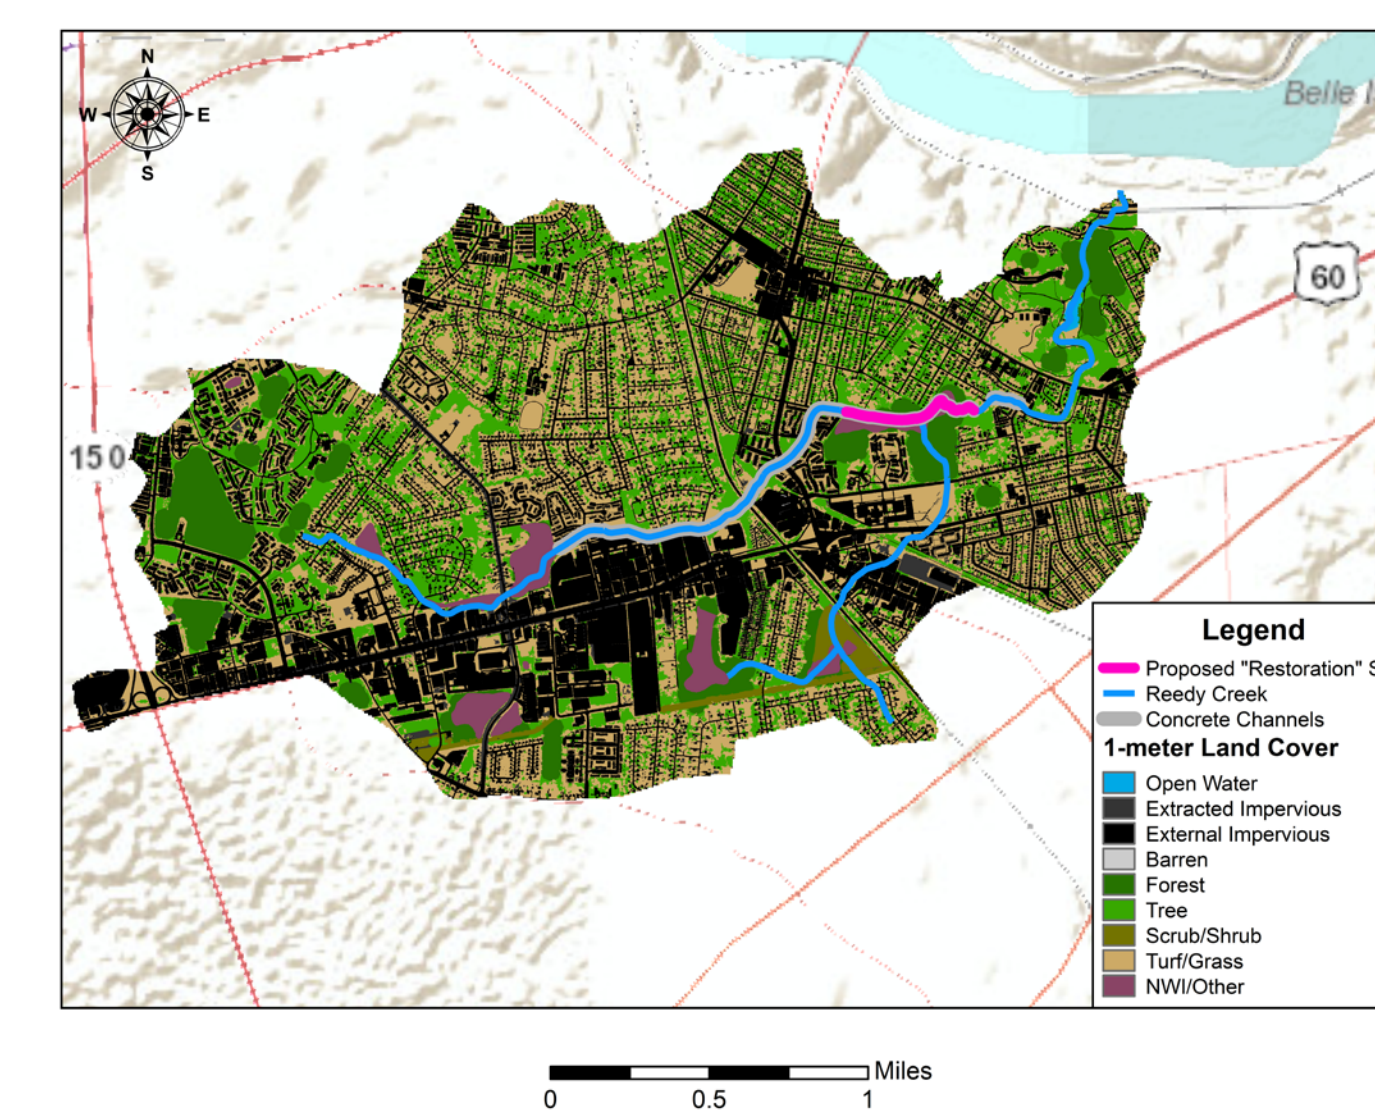 N
W E
S
Belle
60
150
Legend
Proposed "Restoration"
Reedy Creek
Concrete Channels
1-meter Land Cover
Open Water
Extracted Impervious
External Impervious
Barren
Forest
Tree
Scrub/Shrub
Turf/Grass
NWI/Other
Miles
0 0.5 1